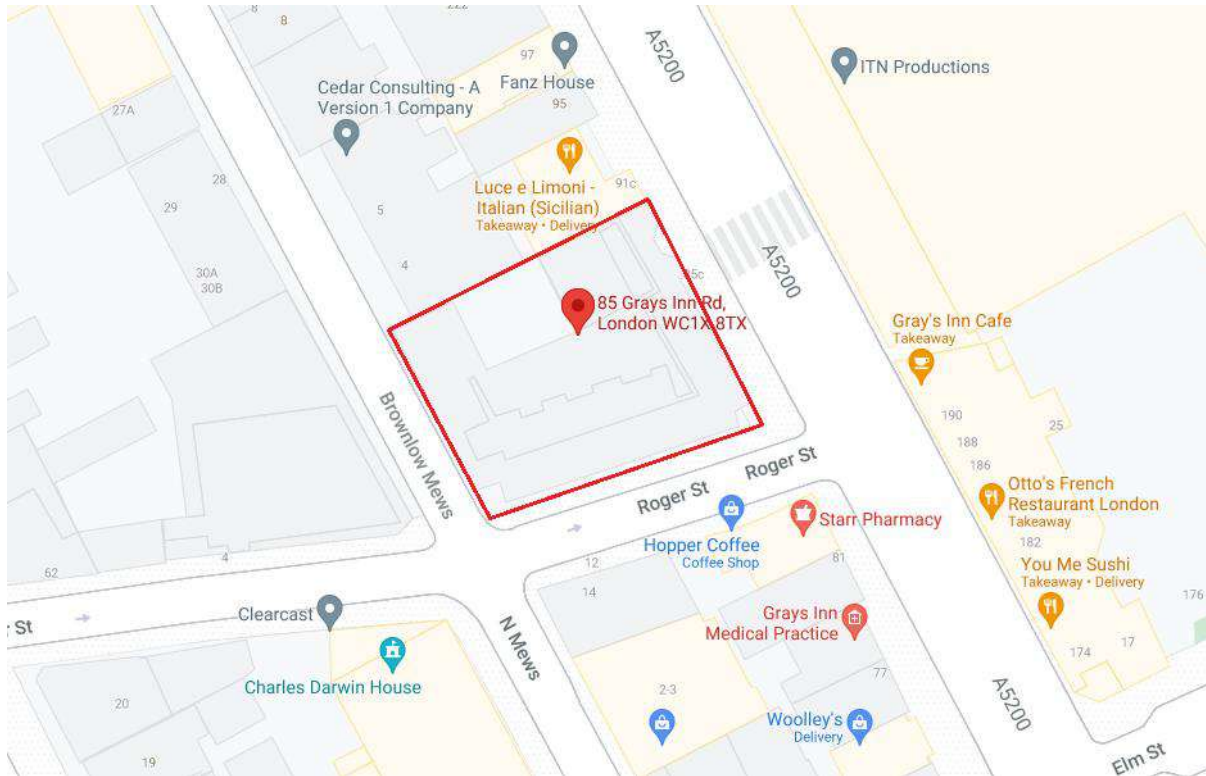 8
8
222
A5200
97
Fanz House
95
ITN Productions
Cedar Consulting - A
Version 1 Company
27A
28
29
Luce e Limoni -
Italian (Sicilian)
Takeaway • Delivery
91c
5
4
30A
30B
A5200
85 Grays Inn Rd,
London WC1X 8TX
Gray's Inn Cafe
Takeaway
Brownlow Mews
190
188
186
25
Roger St
Roger St
Otto's French
Restaurant London
Takeaway
182
Starr Pharmacy
Hopper Coffee
Coffee Shop
You Me Sushi
Takeaway • Delivery
176
62
4
12
14
81
Clearcast
St
N Mews
Grays Inn
Medical Practice
174
17
Charles Darwin House
77
2-3
A5200
20
Woolley's
Delivery
19
Elm St